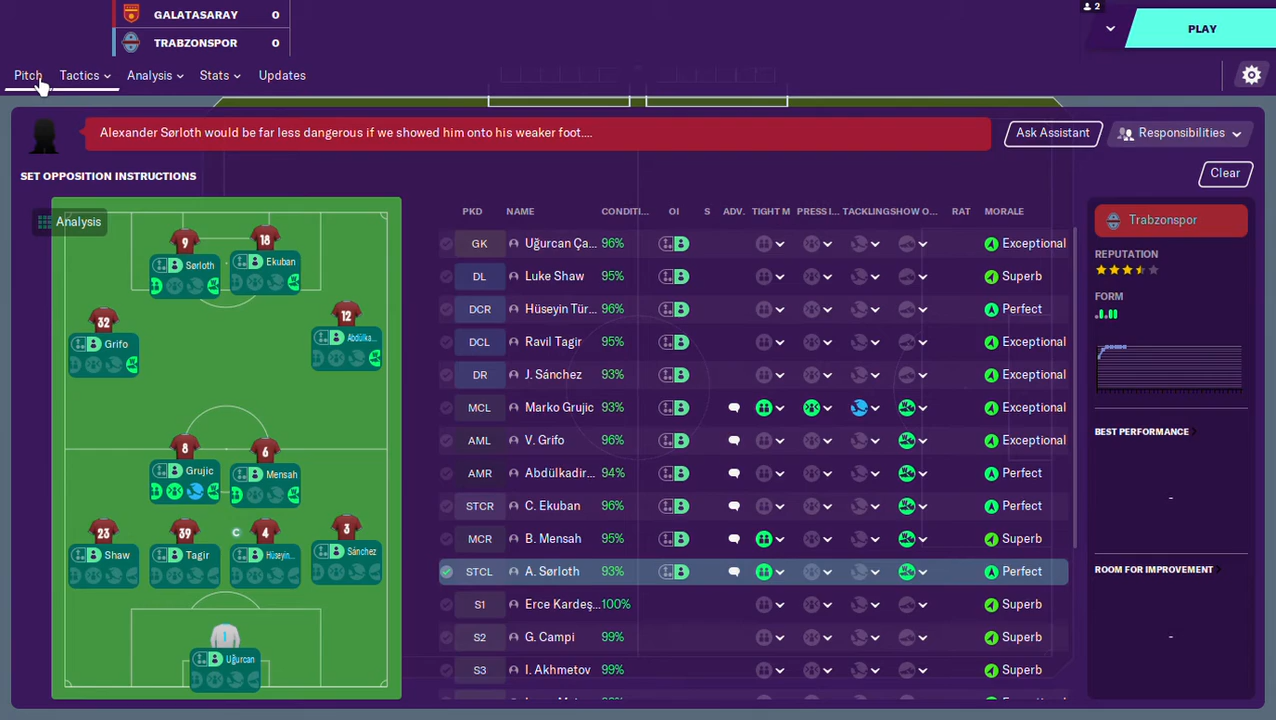 GALATASARAY 0
TRABZONSPOR 0
2
PLAY
Pitch Tactics Analysis Stats Updates
Alexander Sørloth would be far less dangerous if we showed him onto his weaker foot....
Ask Assistant
Responsibilities
SET OPPOSITION INSTRUCTIONS
Clear
Analysis
9
Sørloth
18
Ekuban
32
Grifo
12
Abdülka...
8
Grujic
6
Mensah
23
Shaw
39
Tagir
C
4
Hüseyin...
3
Sánchez
1
Uğurcan
PKD NAME CONDITI... OI S ADV. TIGHT M PRESS I... TACKLING SHOW O... RAT MORALE
GK Uğurcan Ça... 96% Exceptional
DL Luke Shaw 95% Superb
DCR Hüseyin Tür... 96% Perfect
DCL Ravil Tagir 95% Exceptional
DR J. Sánchez 93% Exceptional
MCL Marko Grujic 93% Exceptional
AML V. Grifo 96% Exceptional
AMR Abdülkadir... 94% Perfect
STCR C. Ekuban 96% Perfect
MCR B. Mensah 95% Superb
STCL A. Sørloth 93% Perfect
S1 Erce Kardeş... 100% Superb
S2 G. Campi 99% Superb
S3 I. Akhmetov 99% Superb
Trabzonspor
REPUTATION
FORM
BEST PERFORMANCE
-
ROOM FOR IMPROVEMENT
-